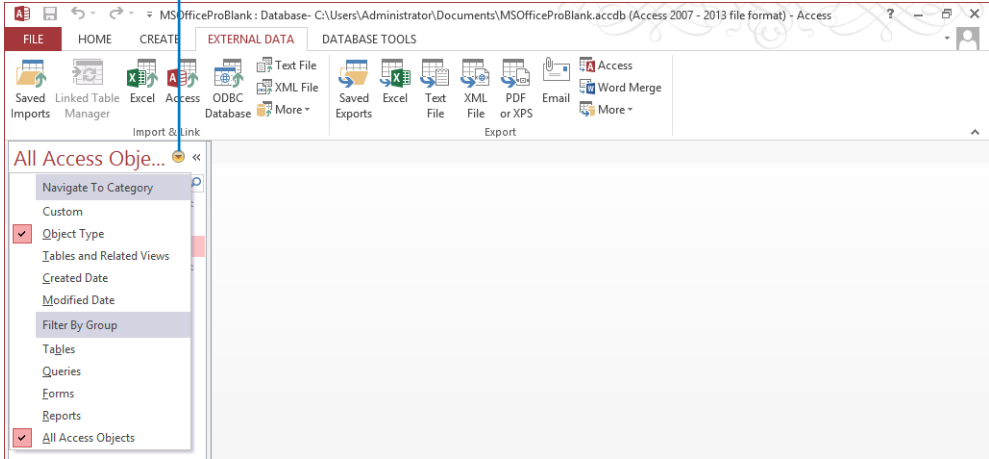 MSOfficeProBlank : Database- C:\Users\Administrator\Documents\MSOfficeProBlank.accdb (Access 2007 - 2013 file format) - Access ?
FILE HOME CREATE EXTERNAL DATA DATABASE TOOLS
Saved Imports
Linked Table Manager
Excel
Access
ODBC Database
Text File
XML File
More
Import & Link
Saved Exports
Excel
Text File
XML File
PDF or XPS
Email
Access
Word Merge
More
Export
All Access Obje... «
Navigate To Category
Custom
Object Type
Tables and Related Views
Created Date
Modified Date
Filter By Group
Tables
Queries
Forms
Reports
All Access Objects